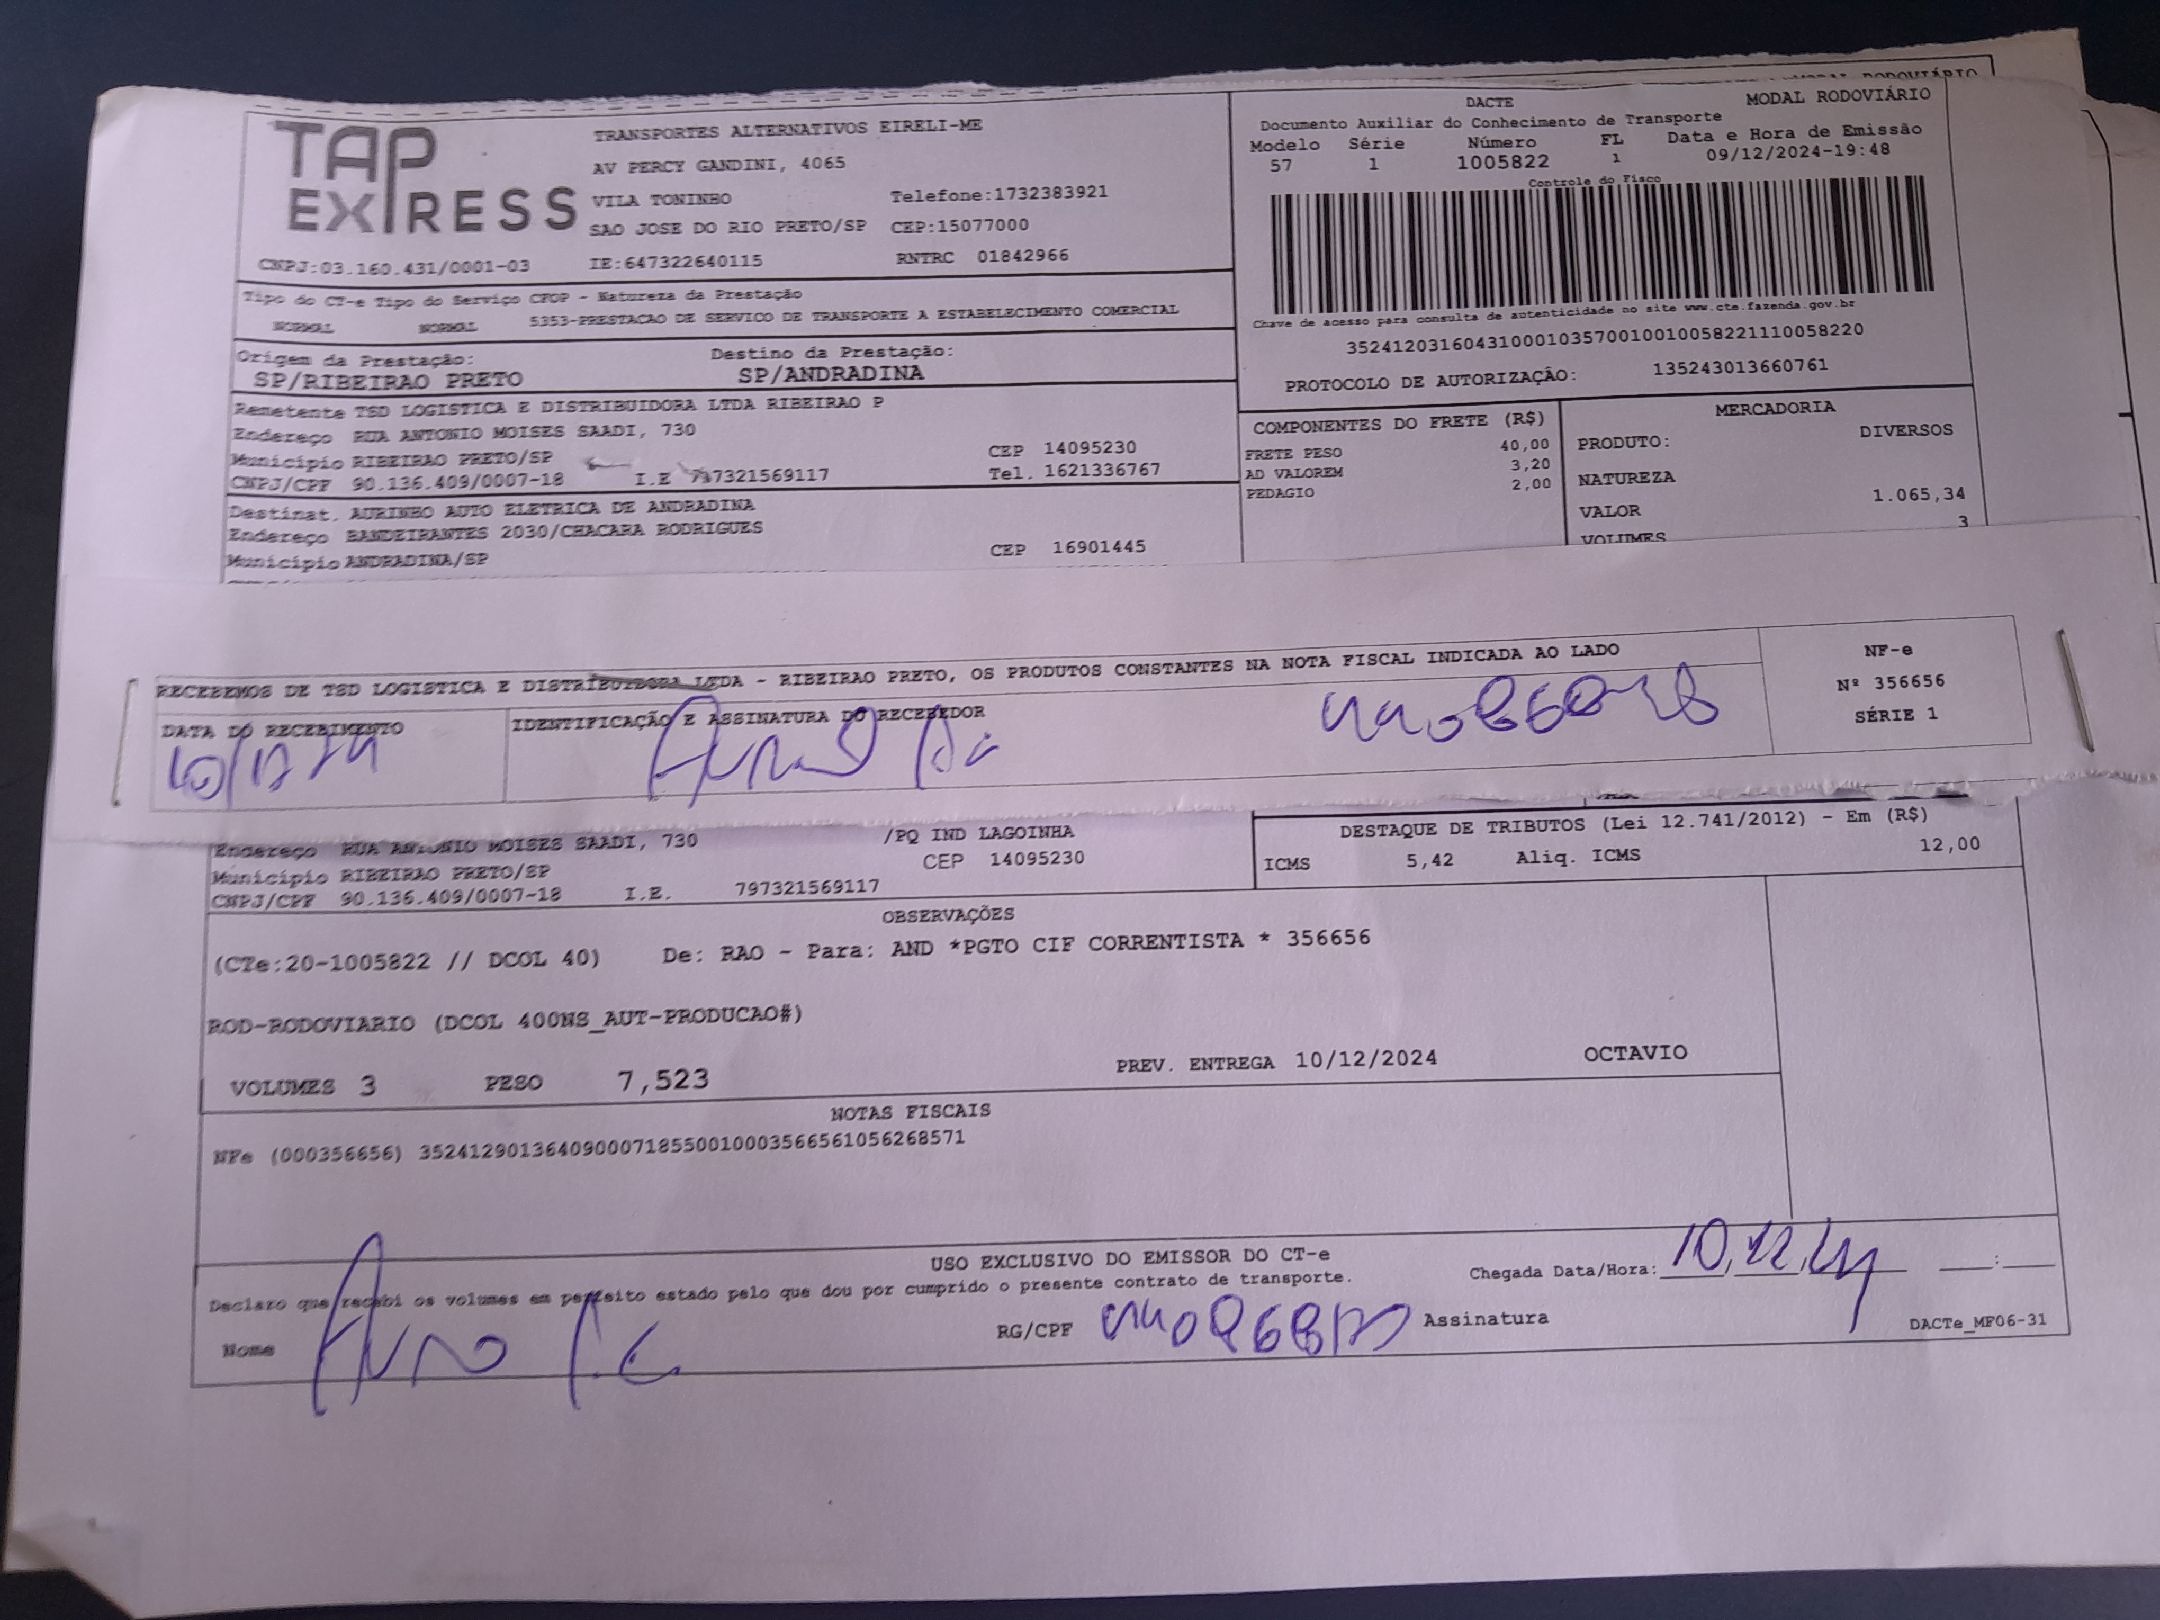 TAP EXPRESS
TRANSPORTES ALTERNATIVOS EIRELI-ME
AV PERCY GANDINI, 4065
VILA TONINHO Telefone:1732383921
SAO JOSE DO RIO PRETO/SP CEP:15077000
CNPJ:03.160.431/0001-03 IE:647322640115 RNTRC 01842966
DACTE MODAL RODOVIÁRIO
Documento Auxiliar do Conhecimento de Transporte
Modelo Série Número FL Data e Hora de Emissão
57 1 1005822 1 09/12/2024-19:48
Controle do Fisco
Chave de acesso para consulta de autenticidade no site www.cte.fazenda.gov.br
35241203160431000103570010010058221110058220
PROTOCOLO DE AUTORIZAÇÃO: 135243013660761
Tipo do CT-e Tipo do Serviço CFOP - Natureza da Prestação
NORMAL NORMAL 5353-PRESTACAO DE SERVICO DE TRANSPORTE A ESTABELECIMENTO COMERCIAL
Origem da Prestação: Destino da Prestação:
SP/RIBEIRAO PRETO SP/ANDRADINA
Remetente TSD LOGISTICA E DISTRIBUIDORA LTDA RIBEIRAO P
Endereço RUA ANTONIO MOISES SAADI, 730
Município RIBEIRAO PRETO/SP CEP 14095230
CNPJ/CPF 90.136.409/0007-18 I.E 797321569117 Tel. 1621336767
Destinat. AURINHO AUTO ELETRICA DE ANDRADINA
Endereço BANDEIRANTES 2030/CHACARA RODRIGUES
Município ANDRADINA/SP CEP 16901445
COMPONENTES DO FRETE (R$)
FRETE PESO 40,00
AD VALOREM 3,20
PEDAGIO 2,00
MERCADORIA
PRODUTO: DIVERSOS
NATUREZA
VALOR 1.065,34
VOLUMES 3
RECEBEMOS DE TSD LOGISTICA E DISTRIBUIDORA LTDA - RIBEIRAO PRETO, OS PRODUTOS CONSTANTES NA NOTA FISCAL INDICADA AO LADO
DATA DO RECEBIMENTO IDENTIFICAÇÃO E ASSINATURA DO RECEBEDOR
NF-e
Nº 356656
SÉRIE 1
Endereço RUA ANTONIO MOISES SAADI, 730 /PQ IND LAGOINHA
Município RIBEIRAO PRETO/SP CEP 14095230
CNPJ/CPF 90.136.409/0007-18 I.E. 797321569117
DESTAQUE DE TRIBUTOS (Lei 12.741/2012) - Em (R$)
ICMS 5,42 Aliq. ICMS 12,00
OBSERVAÇÕES
(CTe:20-1005822 // DCOL 40) De: RAO - Para: AND *PGTO CIF CORRENTISTA * 356656
ROD-RODOVIARIO (DCOL 400NS_AUT-PRODUCAO#)
VOLUMES 3 PESO 7,523 PREV. ENTREGA 10/12/2024 OCTAVIO
NOTAS FISCAIS
NFe (000356656) 35241290136409000718550010003566561056268571
USO EXCLUSIVO DO EMISSOR DO CT-e
Declaro que recebi os volumes em perfeito estado pelo que dou por cumprido o presente contrato de transporte.
Chegada Data/Hora: 10,12,24 :
Nome RG/CPF Assinatura
DACTe_MF06-31